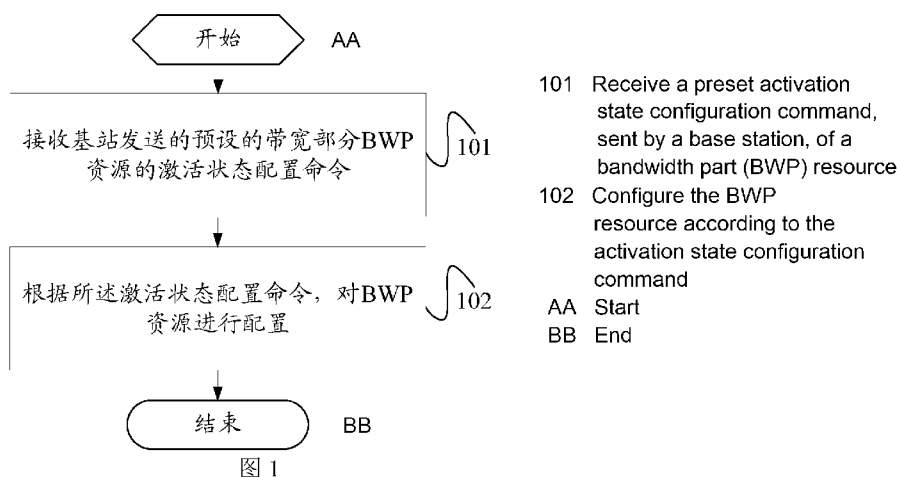 开始
AA
接收基站发送的预设的带宽部分BWP
资源的激活状态配置命令
101
根据所述激活状态配置命令，对BWP
资源进行配置
102
结束
BB
图 1
101 Receive a preset activation
state configuration command,
sent by a base station, of a
bandwidth part (BWP) resource
102 Configure the BWP
resource according to the
activation state configuration
command
AA Start
BB End